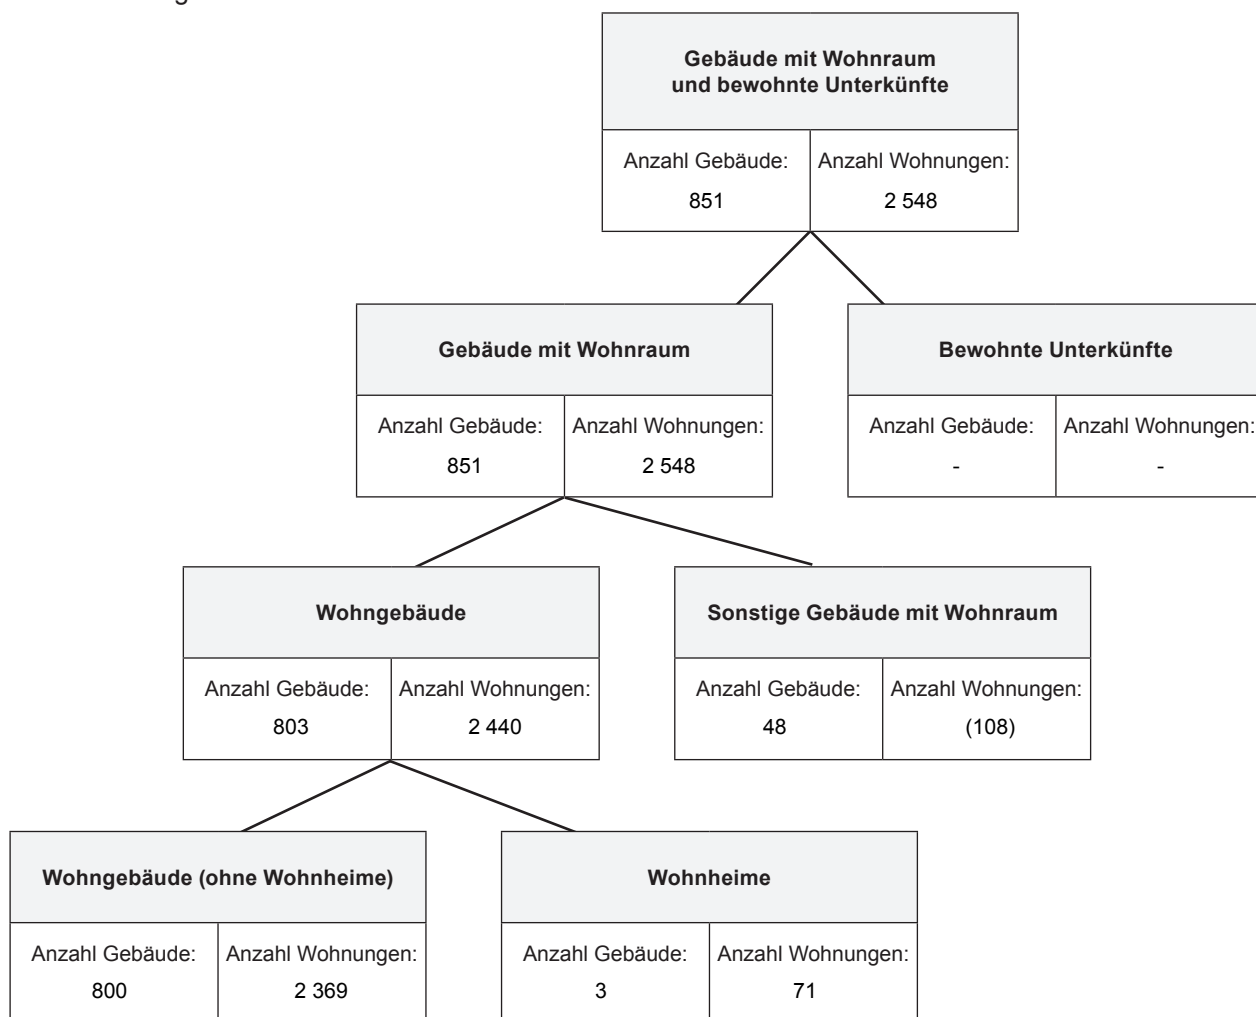 Gebäude mit Wohnraum
und bewohnte Unterkünfte
Anzahl Gebäude: Anzahl Wohnungen:
851 2 548
Gebäude mit Wohnraum
Anzahl Gebäude: Anzahl Wohnungen:
851 2 548
Bewohnte Unterkünfte
Anzahl Gebäude: Anzahl Wohnungen:
- -
Wohngebäude
Anzahl Gebäude: Anzahl Wohnungen:
803 2 440
Sonstige Gebäude mit Wohnraum
Anzahl Gebäude: Anzahl Wohnungen:
48 (108)
Wohngebäude (ohne Wohnheime)
Anzahl Gebäude: Anzahl Wohnungen:
800 2 369
Wohnheime
Anzahl Gebäude: Anzahl Wohnungen:
3 71